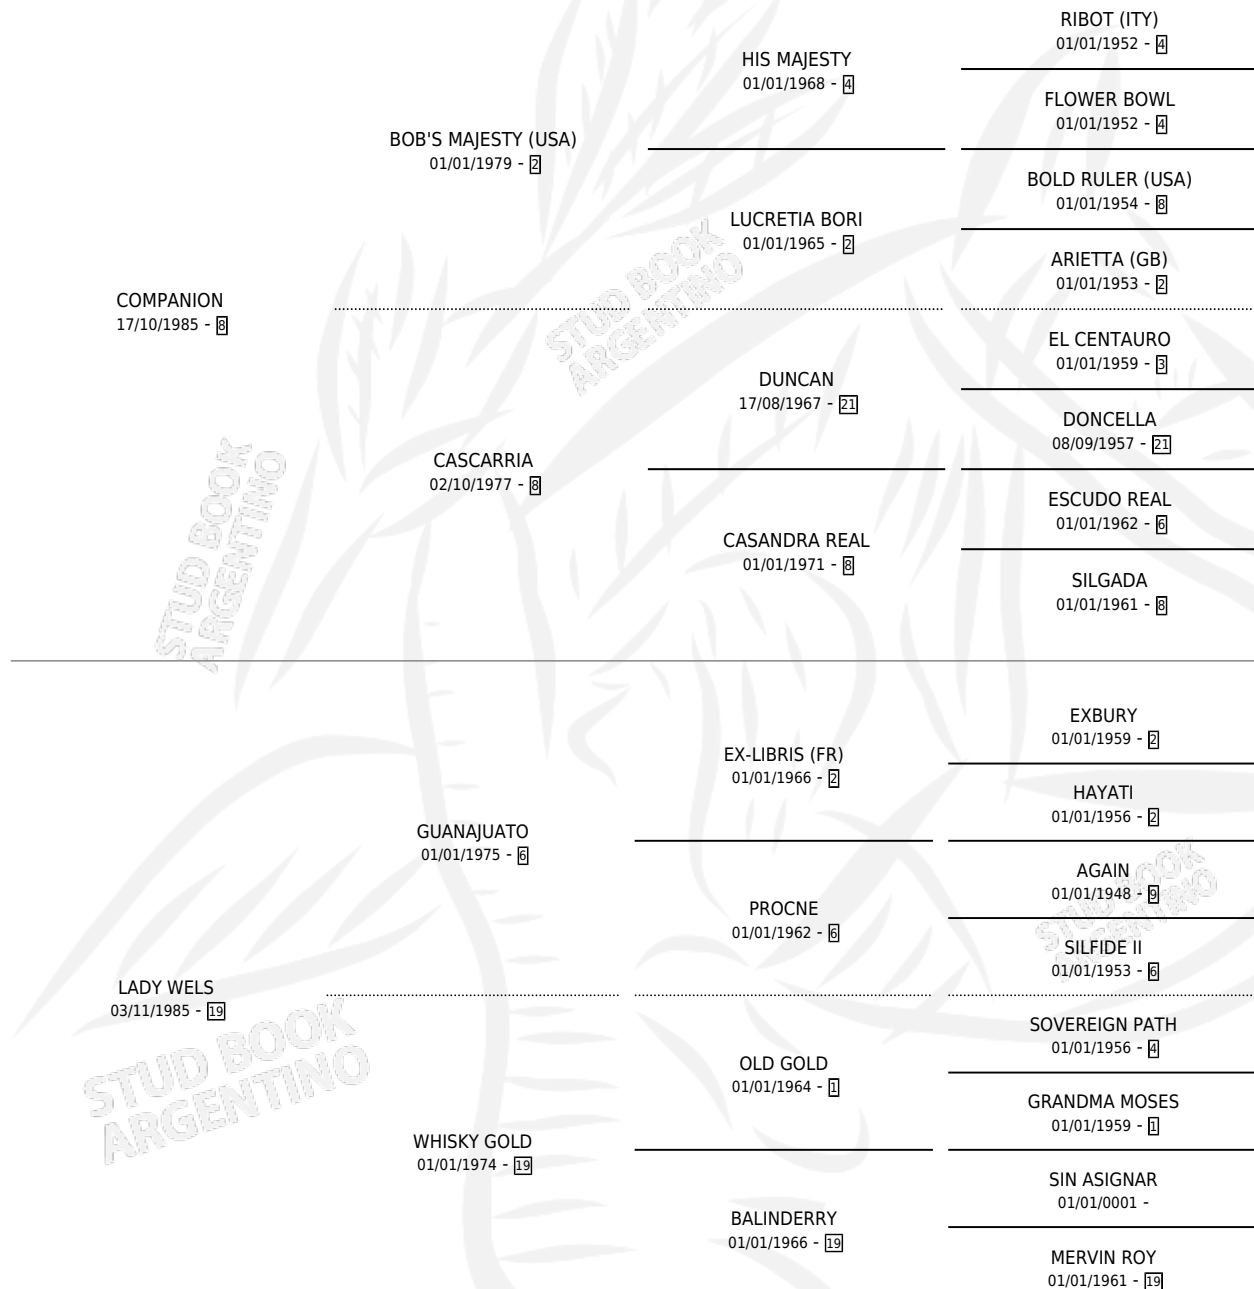 RIBOT (ITY)
01/01/1952 - 4
HIS MAJESTY
01/01/1968 - 4
FLOWER BOWL
01/01/1952 - 4
BOB'S MAJESTY (USA)
01/01/1979 - 2
BOLD RULER (USA)
01/01/1954 - 8
LUCRETIA BORI
01/01/1965 - 2
ARIETTA (GB)
01/01/1953 - 2
COMPANION
17/10/1985 - 8
EL CENTAURO
01/01/1959 - 3
DUNCAN
17/08/1967 - 21
DONCELLA
08/09/1957 - 21
CASCARRIA
02/10/1977 - 8
ESCUDO REAL
01/01/1962 - 6
CASANDRA REAL
01/01/1971 - 8
SILGADA
01/01/1961 - 8
EXBURY
01/01/1959 - 2
EX-LIBRIS (FR)
01/01/1966 - 2
HAYATI
01/01/1956 - 2
GUANAJUATO
01/01/1975 - 6
AGAIN
01/01/1948 - 9
PROCNE
01/01/1962 - 6
SILFIDE II
01/01/1953 - 6
LADY WELS
03/11/1985 - 19
SOVEREIGN PATH
01/01/1956 - 4
OLD GOLD
01/01/1964 - 1
GRANDMA MOSES
01/01/1959 - 1
WHISKY GOLD
01/01/1974 - 19
SIN ASIGNAR
01/01/0001 -
BALINDERRY
01/01/1966 - 19
MERVIN ROY
01/01/1961 - 19
STUD BOOK
ARGENTINO
STUD BOOK
ARGENTINO
STUD BOOK
ARGENTINO
STUD BOOK
ARGENTINO